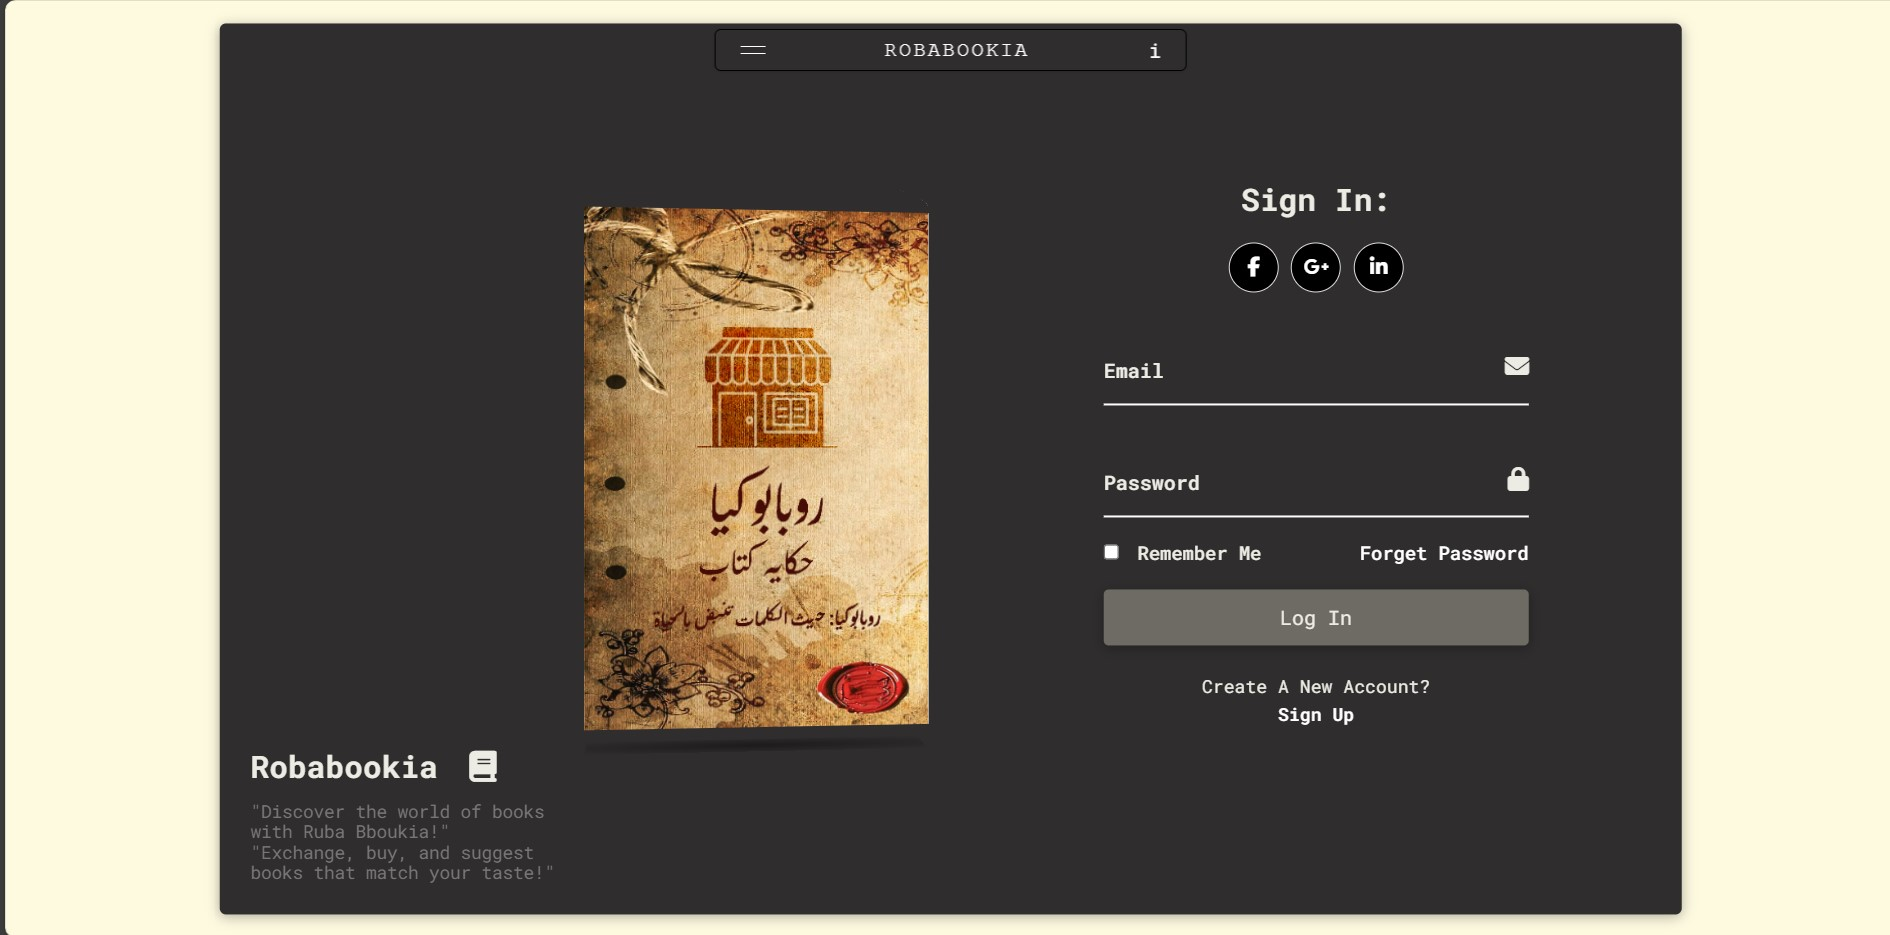 ROBABOOKIA
i
Sign In:
f
G+
in
Email
Password
Remember Me
Forget Password
Log In
Create A New Account?
Sign Up
روبابوكيا
حكايه كتاب
روبابوكيا: حيث الكلمات تنبض بالحياة
Robabookia
"Discover the world of books
with Ruba Bboukia!"
"Exchange, buy, and suggest
books that match your taste!"